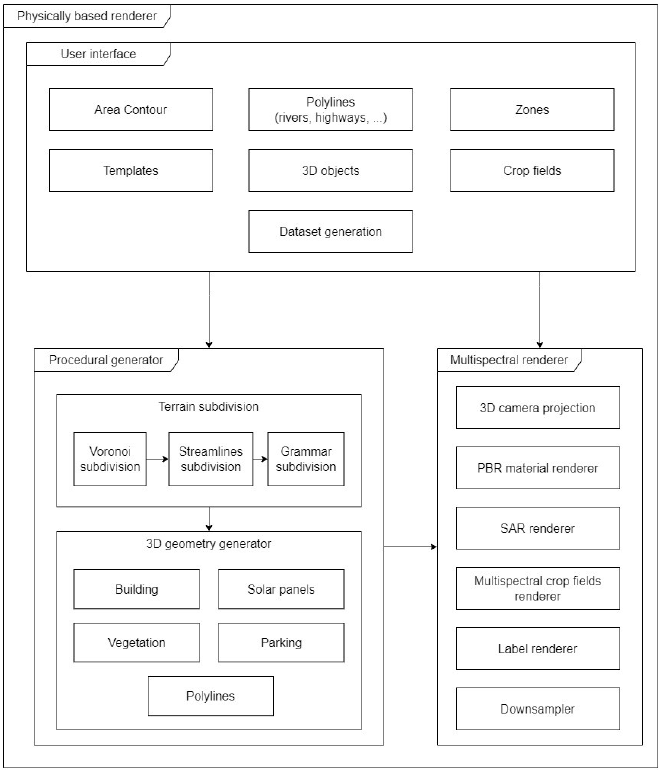 Physically based renderer
User interface
Area Contour
Polylines
(rivers, highways, ...)
Zones
Templates
3D objects
Crop fields
Dataset generation
Procedural generator
Terrain subdivision
Voronoi
subdivision
Streamlines
subdivision
Grammar
subdivision
3D geometry generator
Building
Solar panels
Vegetation
Parking
Polylines
Multispectral renderer
3D camera projection
PBR material renderer
SAR renderer
Multispectral crop fields
renderer
Label renderer
Downsampler